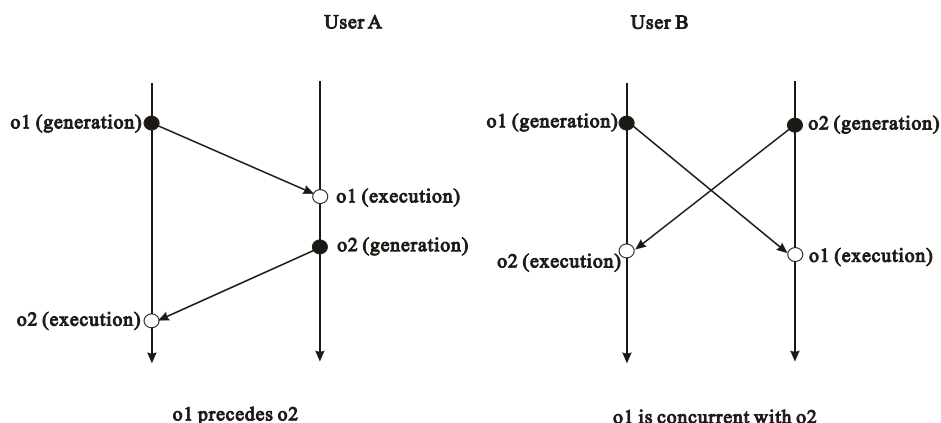 User A
User B
o1 (generation)
o1 (execution)
o2 (generation)
o2 (execution)
o1 precedes o2
o1 (generation)
o2 (generation)
o2 (execution)
o1 (execution)
o1 is concurrent with o2